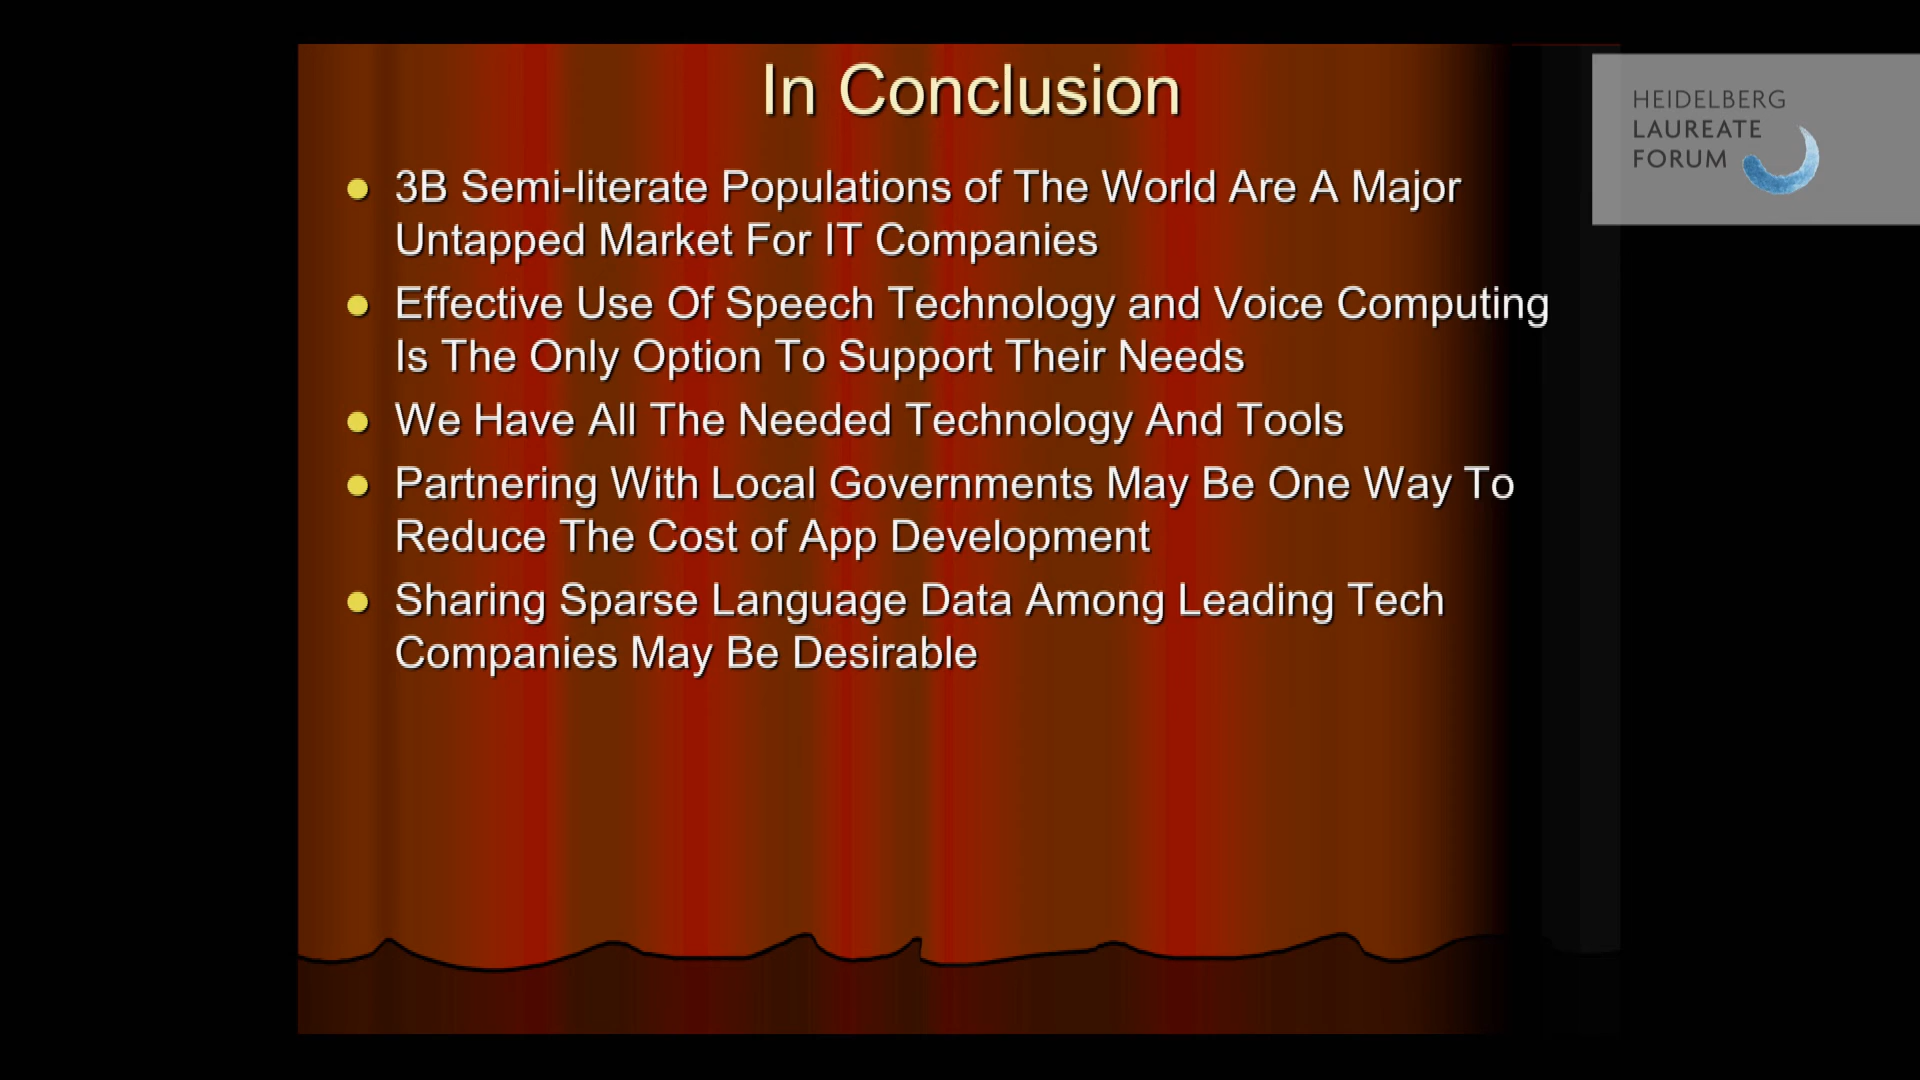 In Conclusion
3B Semi-literate Populations of The World Are A Major
Untapped Market For IT Companies
Effective Use Of Speech Technology and Voice Computing
Is The Only Option To Support Their Needs
We Have All The Needed Technology And Tools
Partnering With Local Governments May Be One Way To
Reduce The Cost of App Development
Sharing Sparse Language Data Among Leading Tech
Companies May Be Desirable
HEIDELBERG
LAUREATE
FORUM